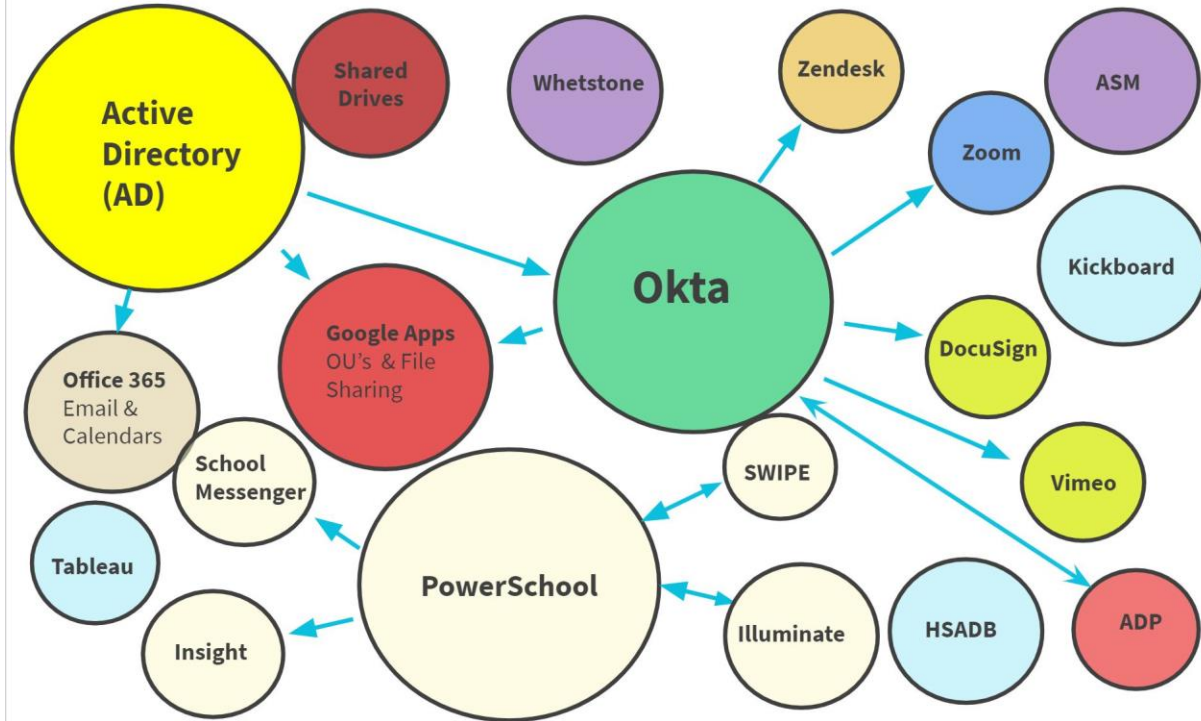 Active
Directory
(AD)
Shared
Drives
Whetstone
Zendesk
ASM
Zoom
Kickboard
Okta
Google Apps
OU's & File
Sharing
DocuSign
Office 365
Email &
Calendars
School
Messenger
SWIPE
Vimeo
Tableau
PowerSchool
Insight
Illuminate
HSADB
ADP